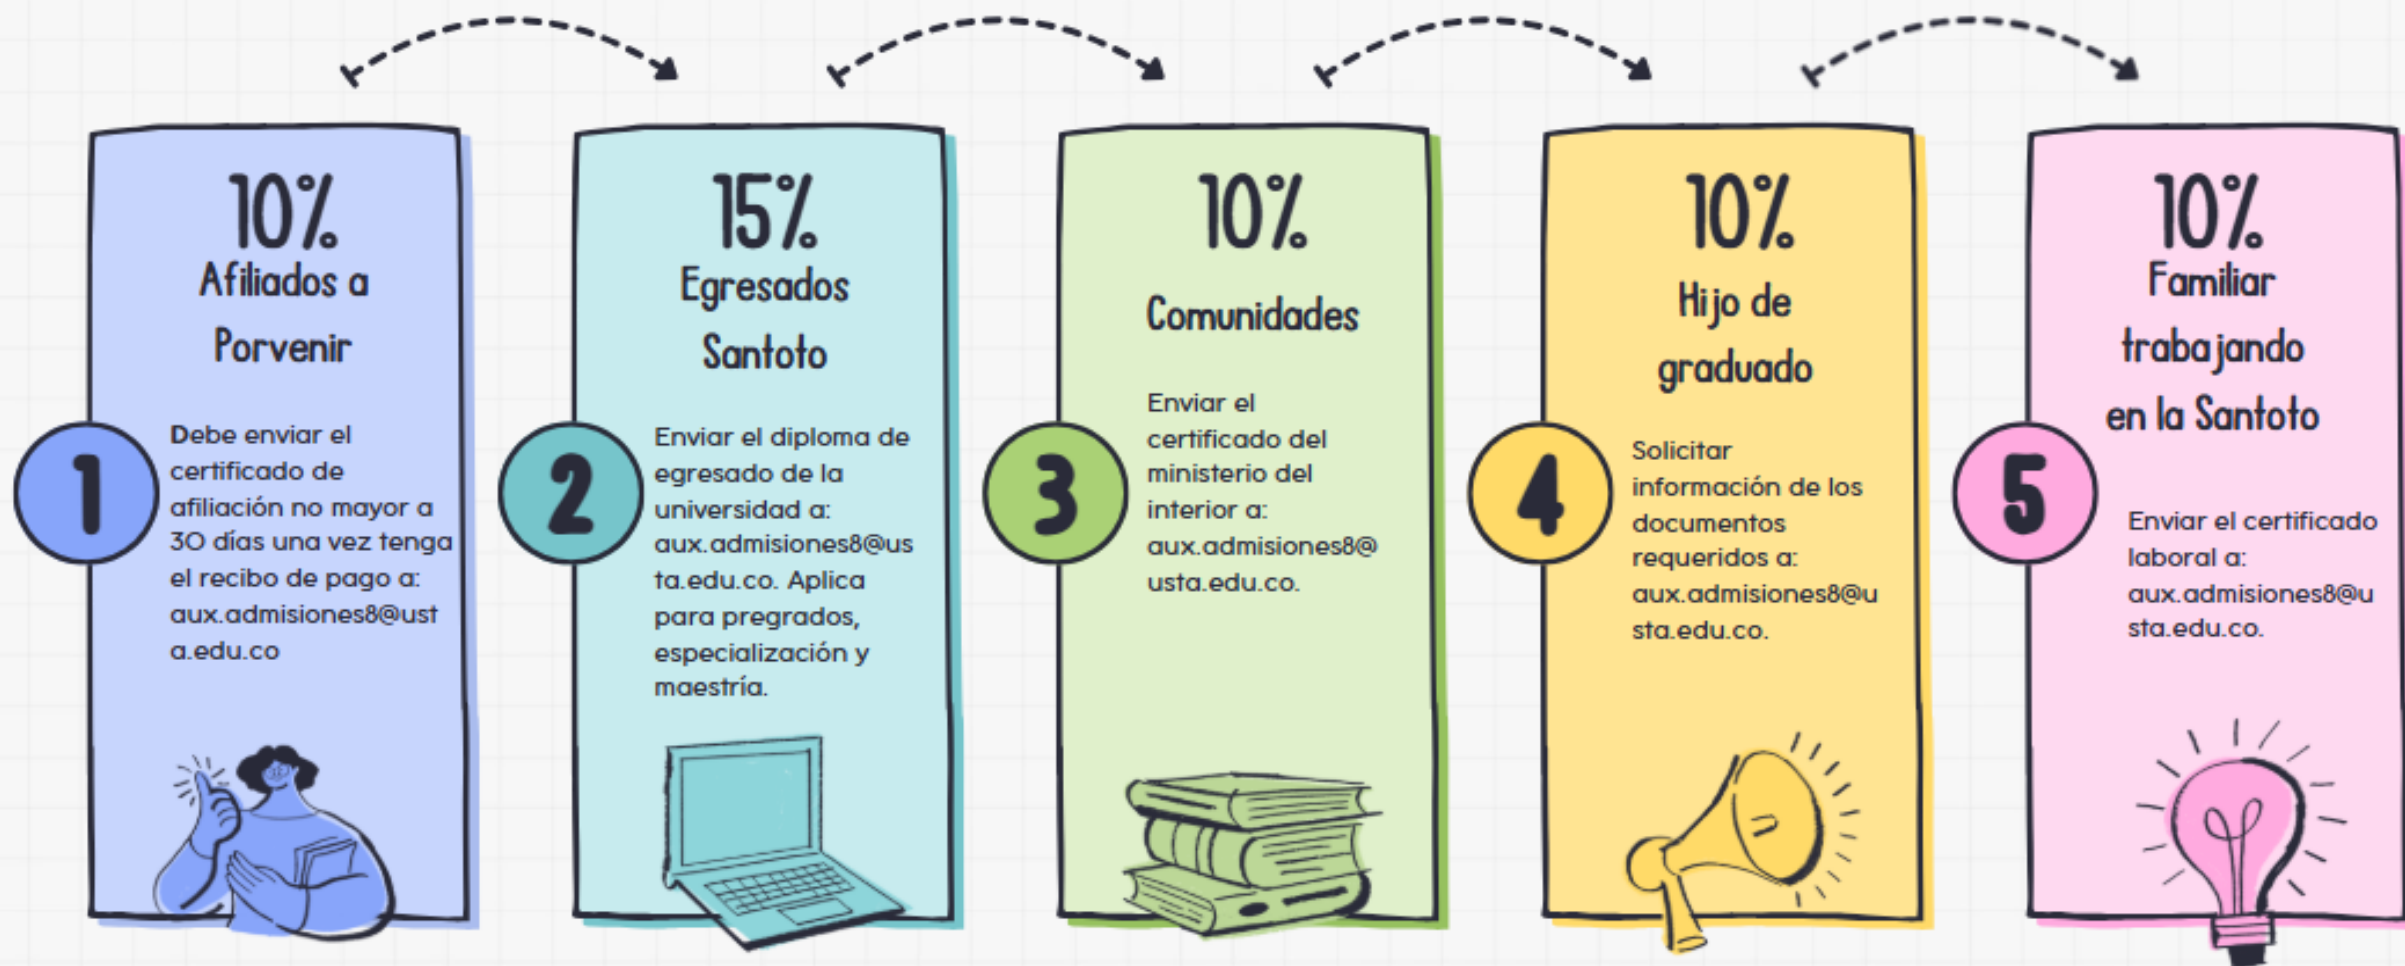 10%
Afiliados a
Porvenir
1
Debe enviar el
certificado de
afiliación no mayor a
30 días una vez tenga
el recibo de pago a:
aux.admisiones8@ust
a.edu.co
15%
Egresados
Santoto
2
Enviar el diploma de
egresado de la
universidad a:
aux.admisiones8@us
ta.edu.co. Aplica
para pregrados,
especialización y
maestría.
10%
Comunidades
3
Enviar el
certificado del
ministerio del
interior a:
aux.admisiones8@
usta.edu.co.
10%
Hijo de
graduado
4
Solicitar
información de los
documentos
requeridos a:
aux.admisiones8@u
sta.edu.co.
10%
Familiar
trabajando
en la Santoto
5
Enviar el certificado
laboral a:
aux.admisiones8@u
sta.edu.co.